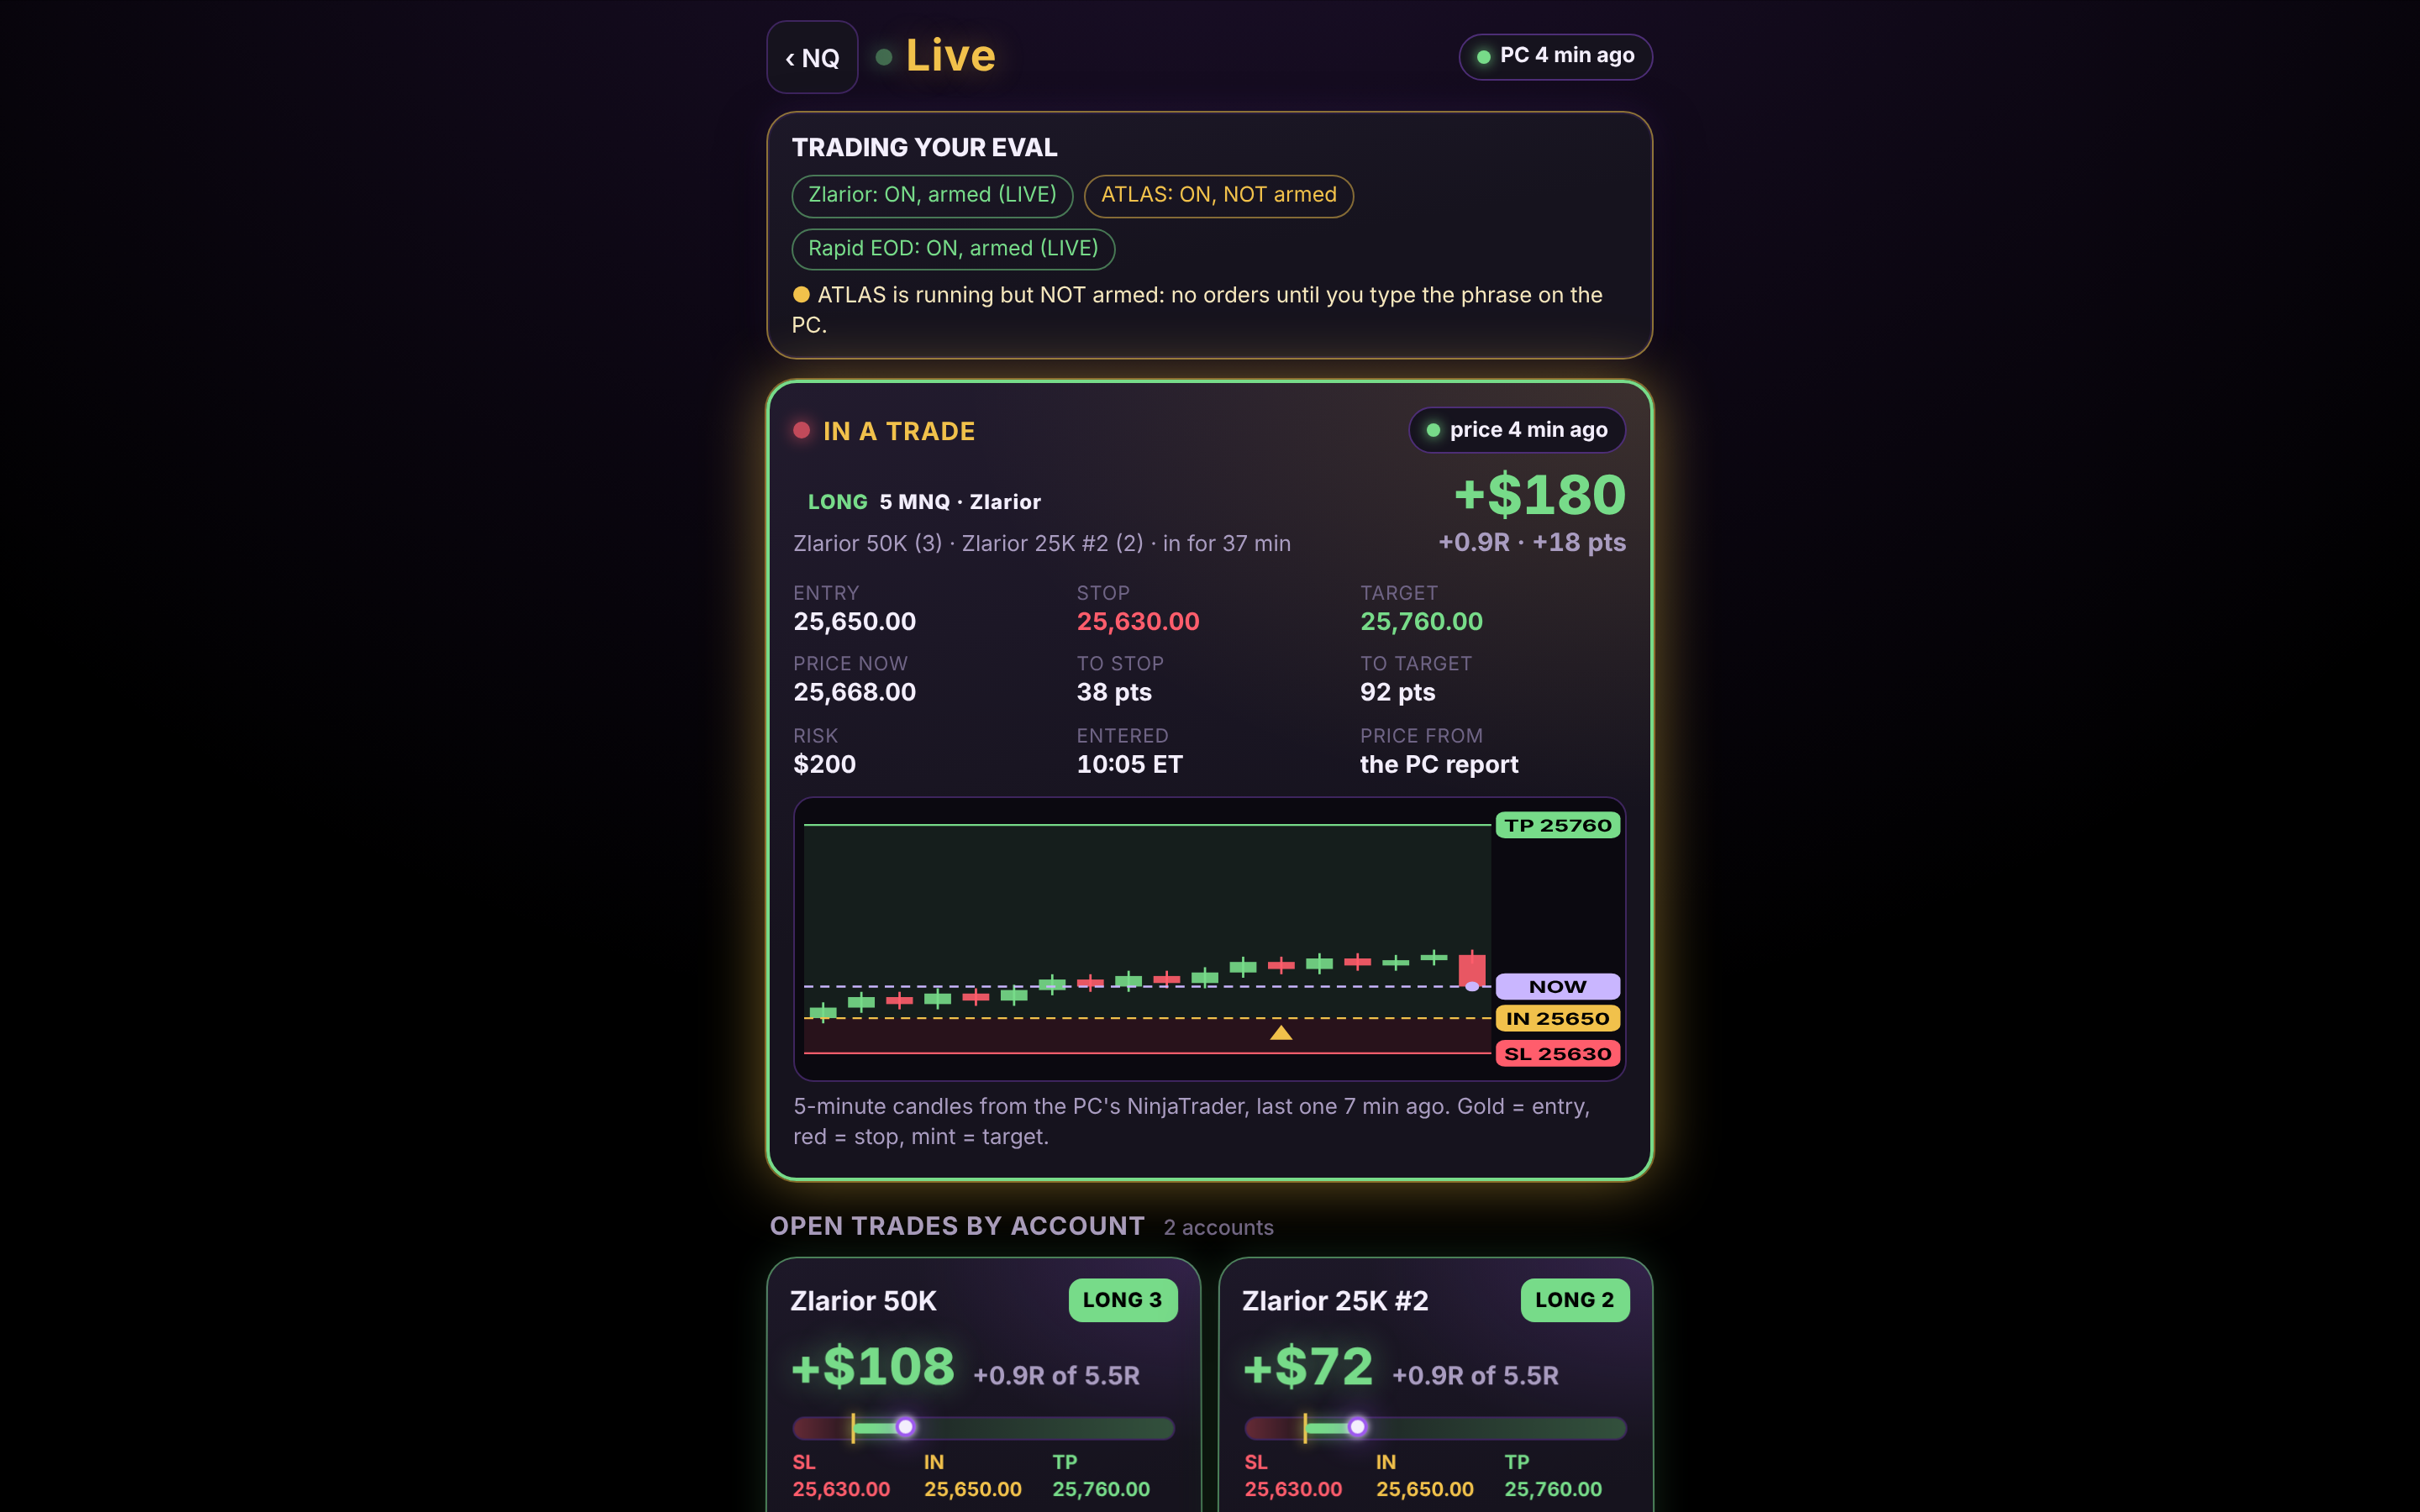 ‹ NQ
Live
PC 4 min ago
TRADING YOUR EVAL
Zlarior: ON, armed (LIVE)
ATLAS: ON, NOT armed
Rapid EOD: ON, armed (LIVE)
ATLAS is running but NOT armed: no orders until you type the phrase on the
PC.
IN A TRADE
price 4 min ago
LONG 5 MNQ · Zlarior
+$180
Zlarior 50K (3) · Zlarior 25K #2 (2) · in for 37 min
+0.9R · +18 pts
ENTRY
25,650.00
STOP
25,630.00
TARGET
25,760.00
PRICE NOW
25,668.00
TO STOP
38 pts
TO TARGET
92 pts
RISK
$200
ENTERED
10:05 ET
PRICE FROM
the PC report
TP 25760
NOW
IN 25650
SL 25630
5-minute candles from the PC's NinjaTrader, last one 7 min ago. Gold = entry,
red = stop, mint = target.
OPEN TRADES BY ACCOUNT 2 accounts
Zlarior 50K
LONG 3
+$108 +0.9R of 5.5R
SL
25,630.00
IN
25,650.00
TP
25,760.00
Zlarior 25K #2
LONG 2
+$72 +0.9R of 5.5R
SL
25,630.00
IN
25,650.00
TP
25,760.00